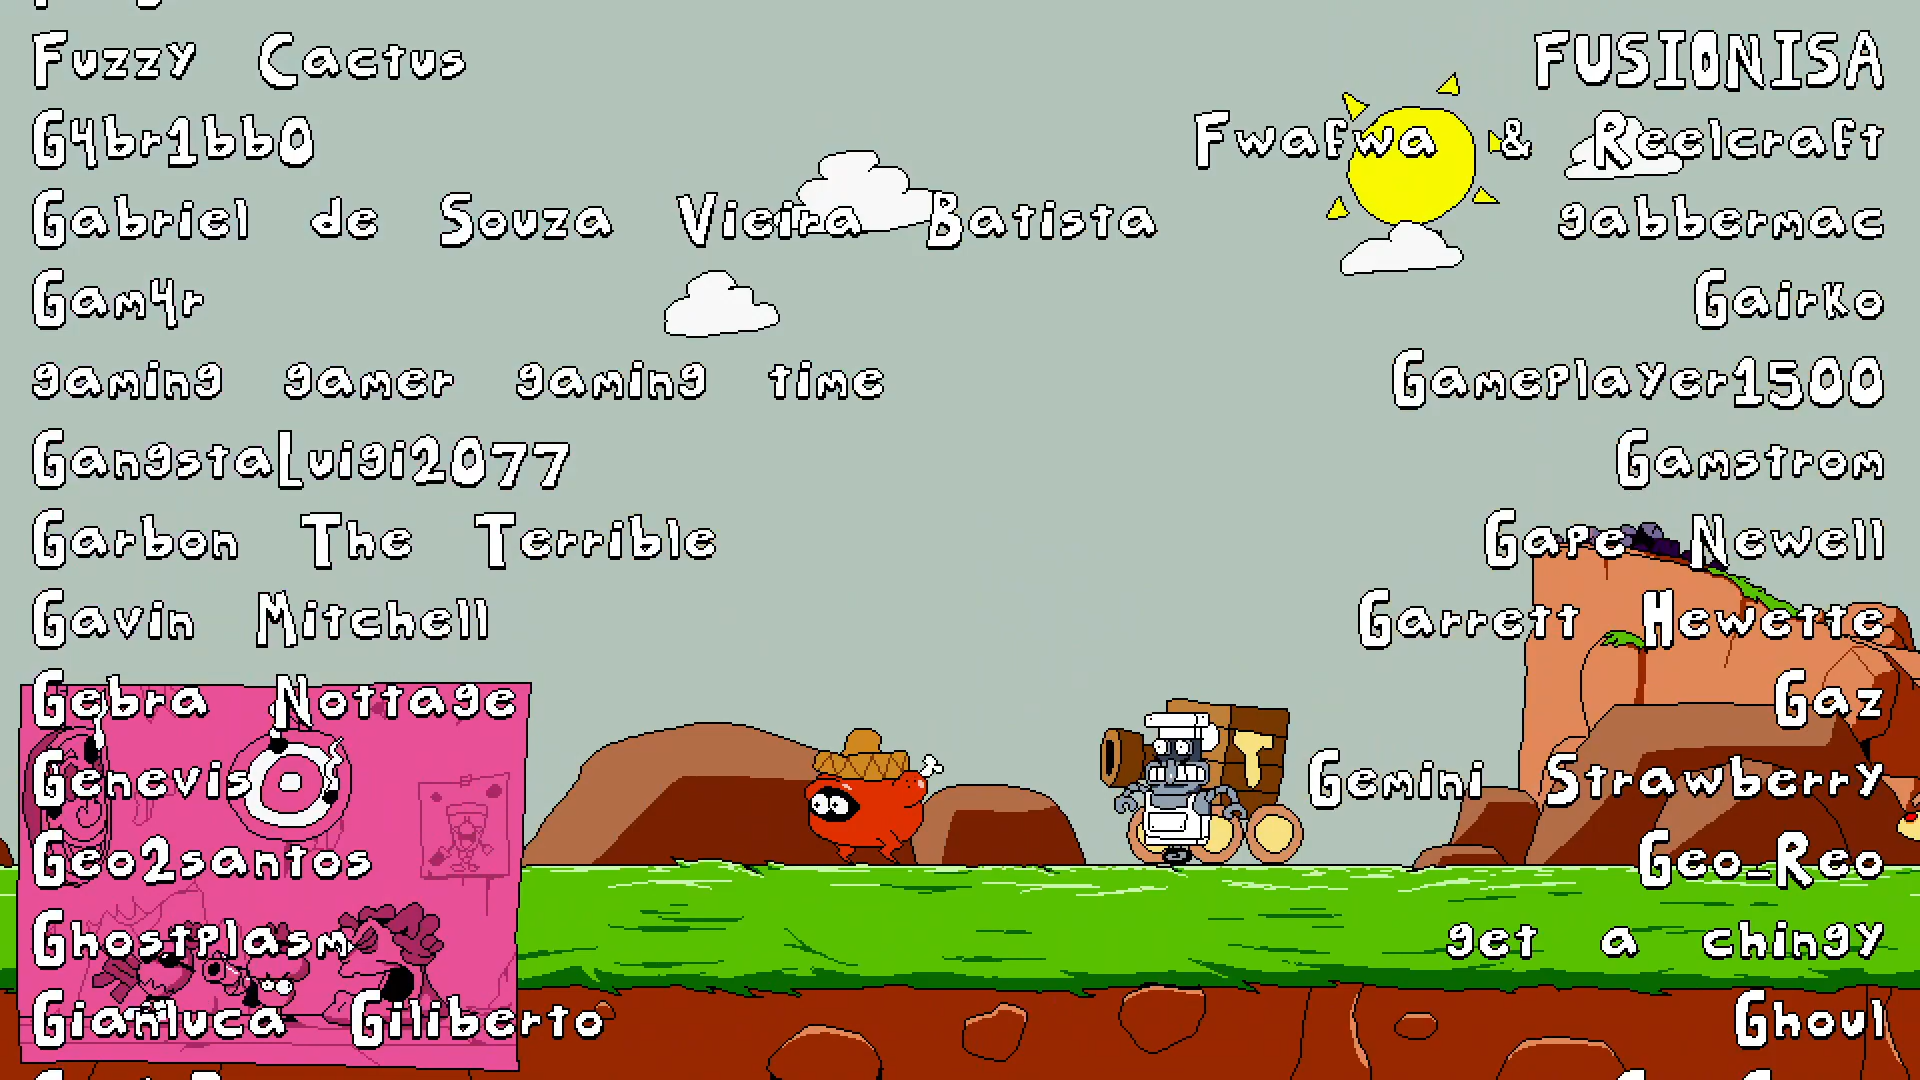 Fuzzy Cactus
FUSIONISA
G4br1bb0
Fwafwa & Reelcraft
Gabriel de Souza Vieira Batista
gabbermac
Gam4r
GairKo
gaming gamer gaming time
Gameplayer1500
GangstaLuigi2077
Gamstrom
Garbon The Terrible
Gape Newell
Gavin Mitchell
Garrett Hewette
Gebra Nottage
Gaz
Genevis
Gemini Strawberry
Geo2santos
Geo_Reo
Ghostplasm
get a chingy
Gianluca Giliberto
Ghoul